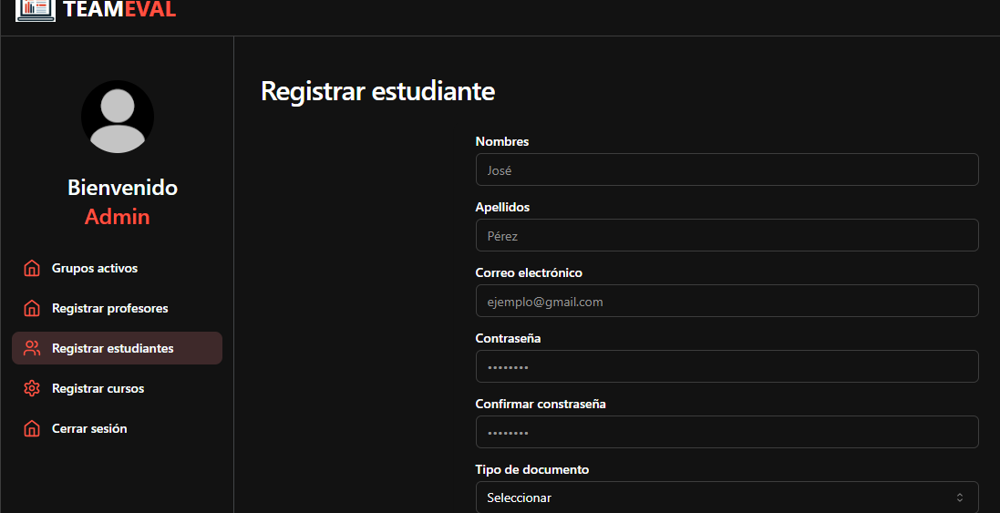 TEAMEVAL
Bienvenido
Admin
Grupos activos
Registrar profesores
Registrar estudiantes
Registrar cursos
Cerrar sesión
Registrar estudiante
Nombres
José
Apellidos
Pérez
Correo electrónico
ejemplo@gmail.com
Contraseña
••••••••
Confirmar constraseña
••••••••
Tipo de documento
Seleccionar